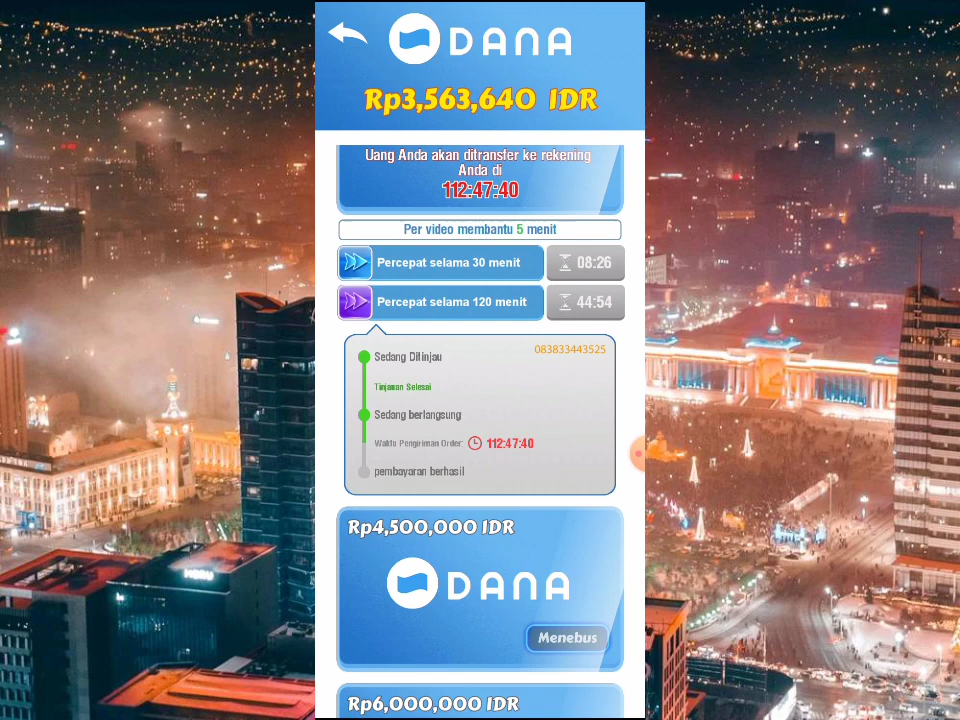 DANA
Rp3,563,640 IDR
Uang Anda akan ditransfer ke rekening
Anda di
112:47:40
Per video membantu 5 menit
Percepat selama 30 menit
08:26
Percepat selama 120 menit
44:54
083833443525
Sedang Ditinjau
Tinjauan Selesai
Sedang berlangsung
Waktu Pengiriman Order: 112:47:40
pembayaran berhasil
Rp4,500,000 IDR
DANA
Menebus
Rp6,000,000 IDR